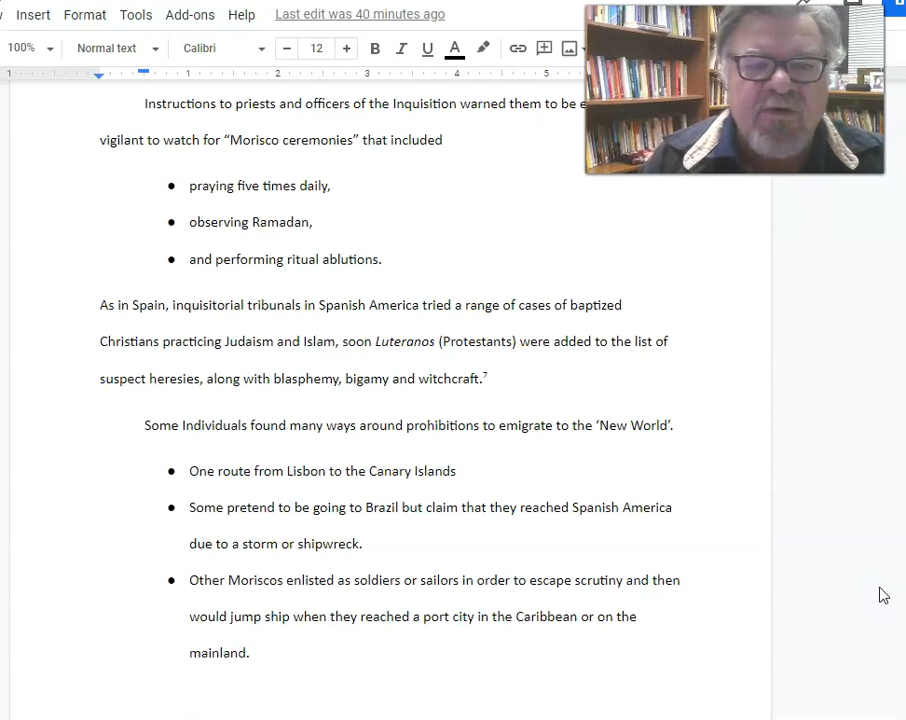 Insert Format Tools Add-ons Help Last edit was 40 minutes ago
100% Normal text Calibri − 12 + B I U A
1 1 2 3 4 5
Instructions to priests and officers of the Inquisition warned them to be
vigilant to watch for “Morisco ceremonies” that included
● praying five times daily,
● observing Ramadan,
● and performing ritual ablutions.
As in Spain, inquisitorial tribunals in Spanish America tried a range of cases of baptized
Christians practicing Judaism and Islam, soon Luteranos (Protestants) were added to the list of
suspect heresies, along with blasphemy, bigamy and witchcraft.7
Some Individuals found many ways around prohibitions to emigrate to the ‘New World’.
● One route from Lisbon to the Canary Islands
● Some pretend to be going to Brazil but claim that they reached Spanish America
due to a storm or shipwreck.
● Other Moriscos enlisted as soldiers or sailors in order to escape scrutiny and then
would jump ship when they reached a port city in the Caribbean or on the
mainland.